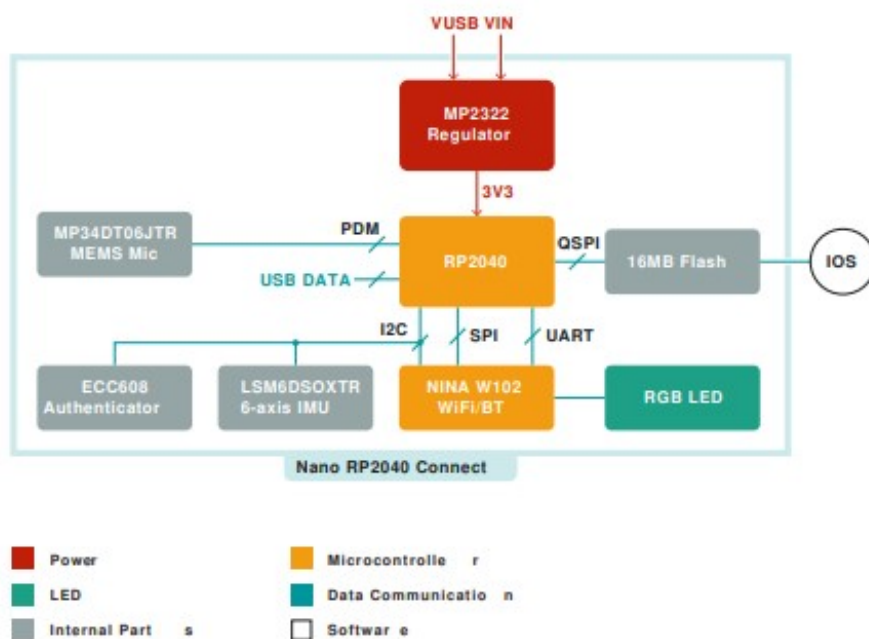 VUSB VIN
MP2322
Regulator
3V3
MP34DT06JTR
MEMS Mic
PDM
RP2040
QSPI
16MB Flash
IOS
USB DATA
I2C
SPI
UART
ECC608
Authenticator
LSM6DSOXTR
6-axis IMU
NINA W102
WiFi/BT
RGB LED
Nano RP2040 Connect
Power
Microcontrolle r
LED
Data Communicatio n
Internal Part s
Softwar e